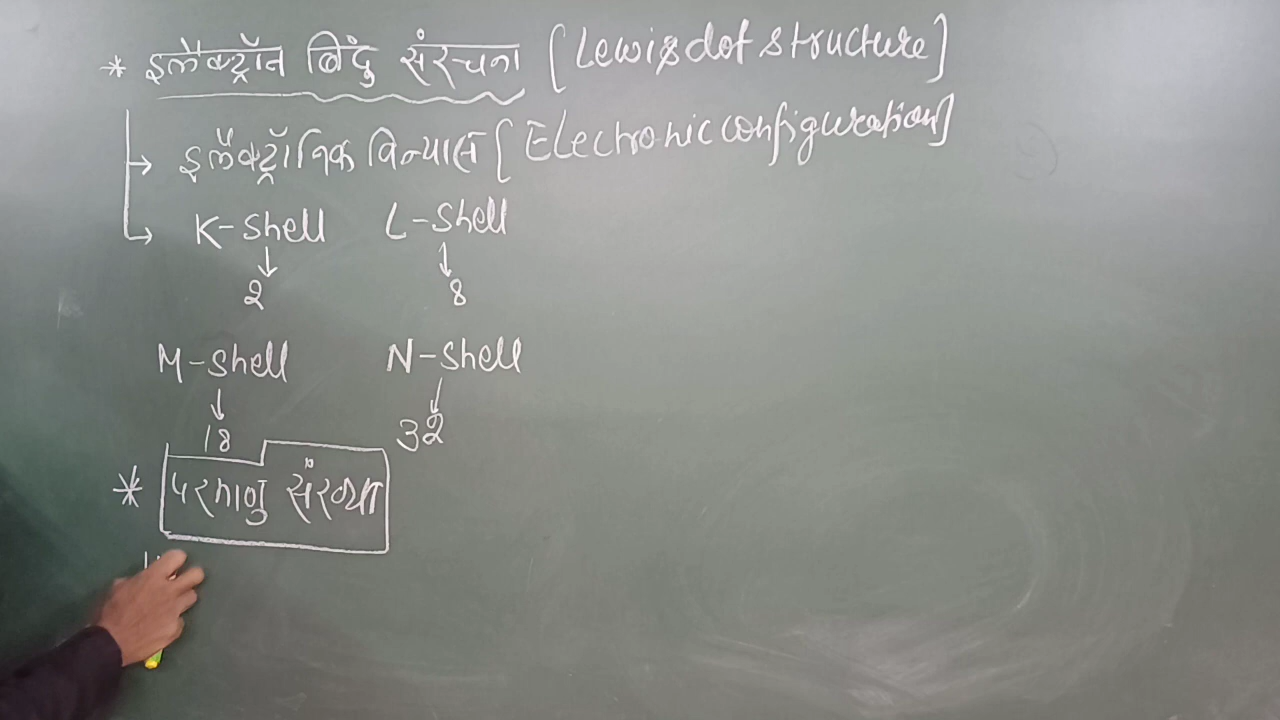 * इलैक्ट्रॉन बिंदु संरचना [Lewis dot structure]
→ इलैक्ट्रॉनिक विन्यास [Electronic configuration]
→ K-Shell L-Shell
↓ ↓
2 8
M-Shell N-Shell
↓ ↓
18 32
* परमाणु संख्या